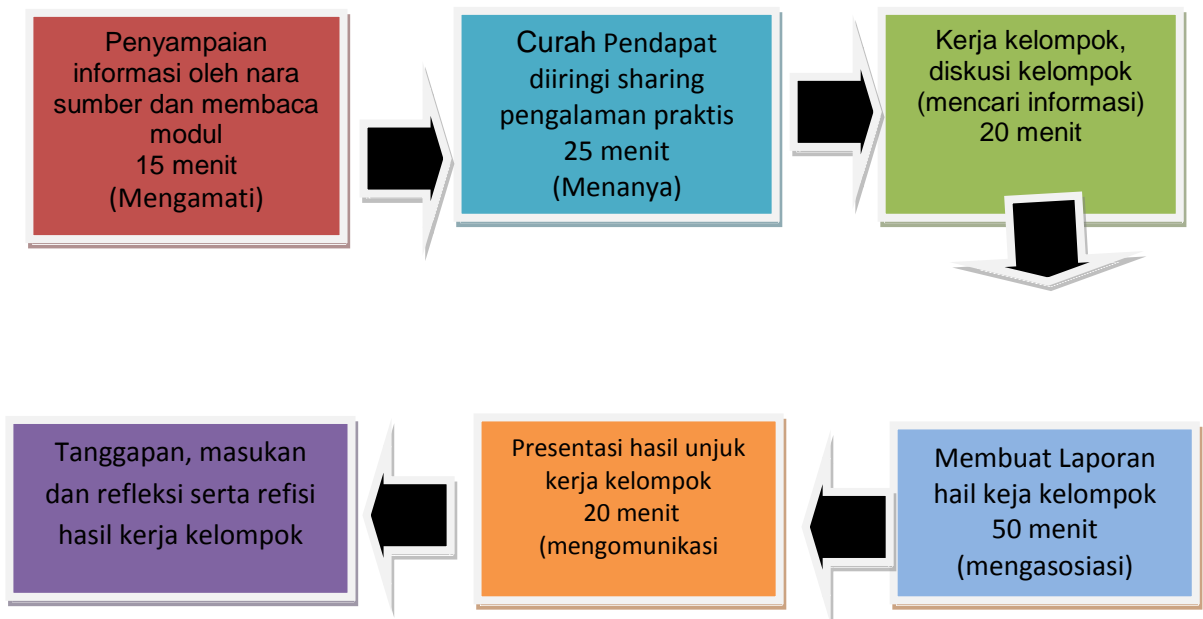 Penyampaian
informasi oleh nara
sumber dan membaca
modul
15 menit
(Mengamati)
Curah Pendapat
diiringi sharing
pengalaman praktis
25 menit
(Menanya)
Kerja kelompok,
diskusi kelompok
(mencari informasi)
20 menit
Membuat Laporan
hail keja kelompok
50 menit
(mengasosiasi)
Presentasi hasil unjuk
kerja kelompok
20 menit
(mengomunikasi
Tanggapan, masukan
dan refleksi serta refisi
hasil kerja kelompok